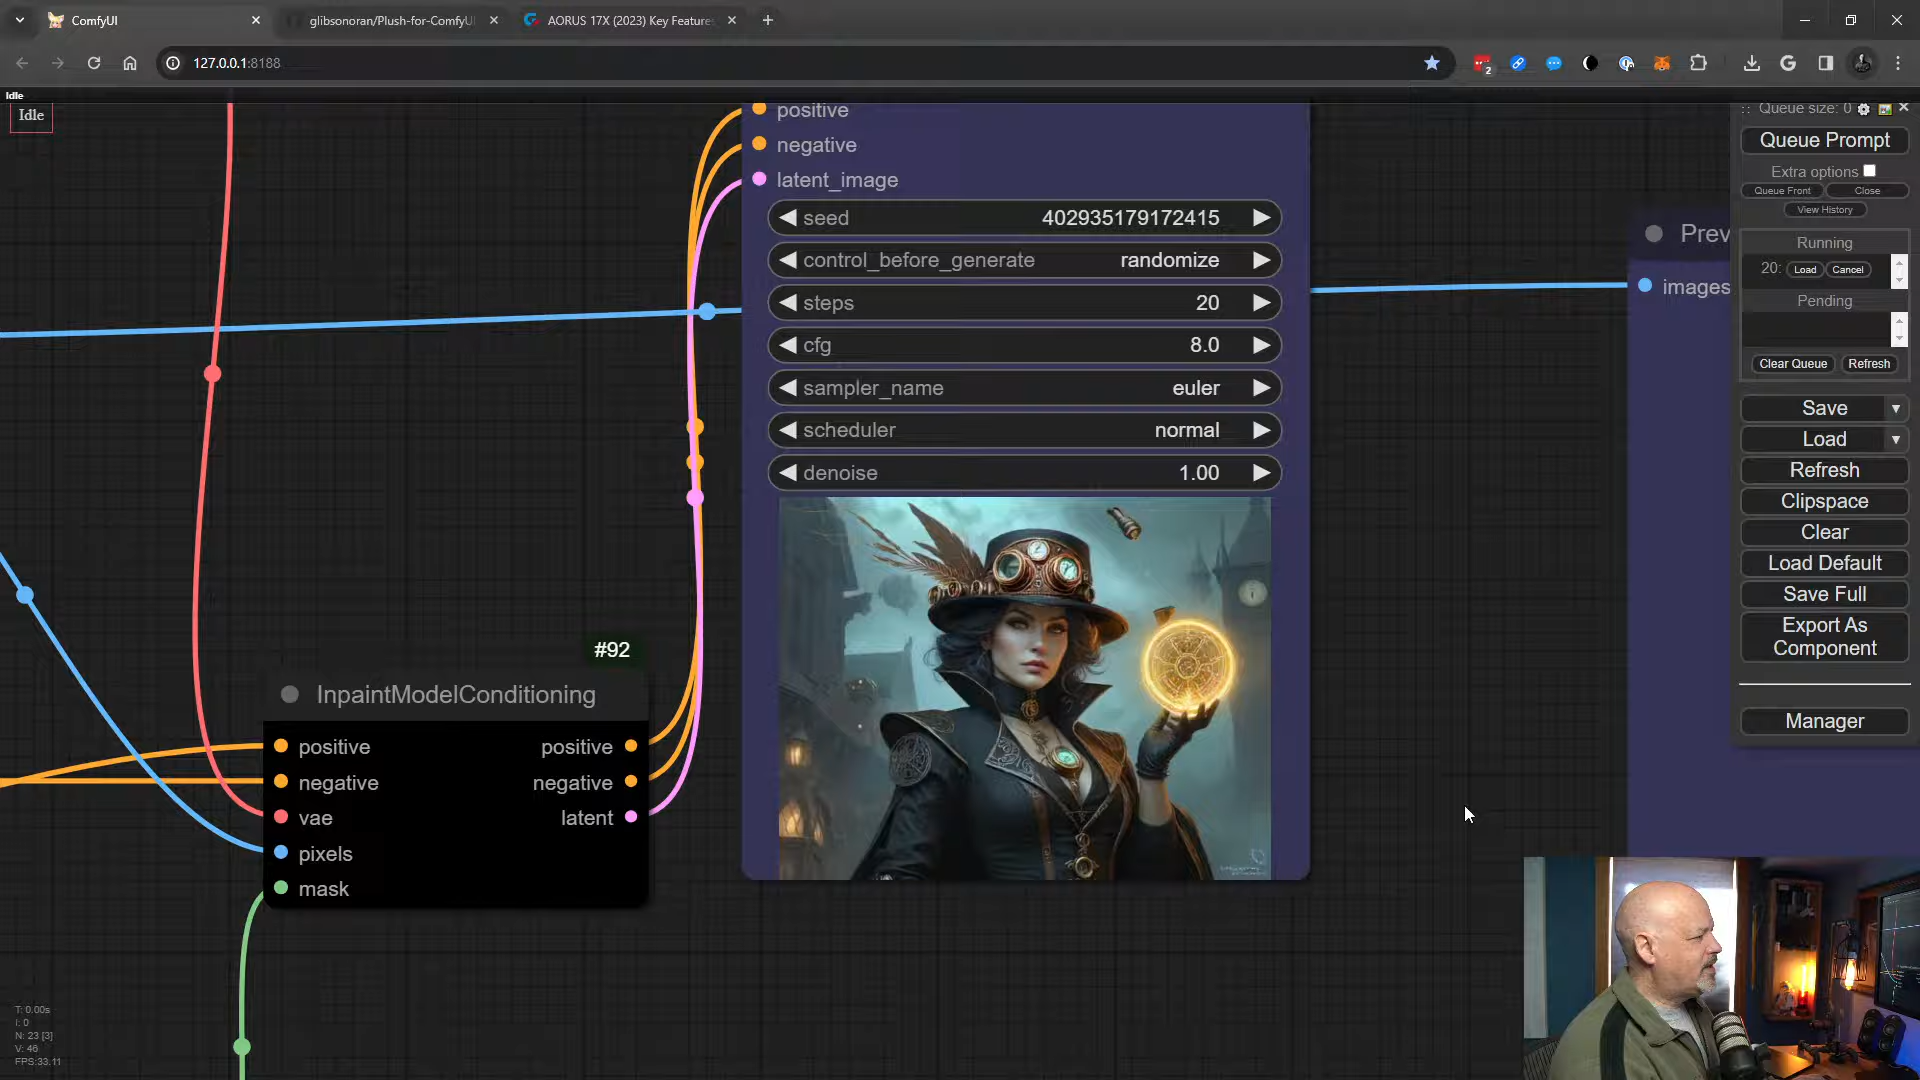 ComfyUI
glibsonoran/Plush-for-ComfyUI
AORUS 17X (2023) Key Feature
127.0.0.1:8188
2
Idle
Idle
positive
negative
latent_image
seed 402935179172415
control_before_generate randomize
steps 20
cfg 8.0
sampler_name euler
scheduler normal
denoise 1.00
#92
InpaintModelConditioning
positive positive
negative negative
vae latent
pixels
mask
Prev
images
Queue size: 0
Queue Prompt
Extra options
Queue Front Close
View History
Running
20: Load Cancel
Pending
Clear Queue Refresh
Save
Load
Refresh
Clipspace
Clear
Load Default
Save Full
Export As
Component
Manager
T: 0.00s
I: 0
N: 23 [3]
V: 46
FPS:33.11